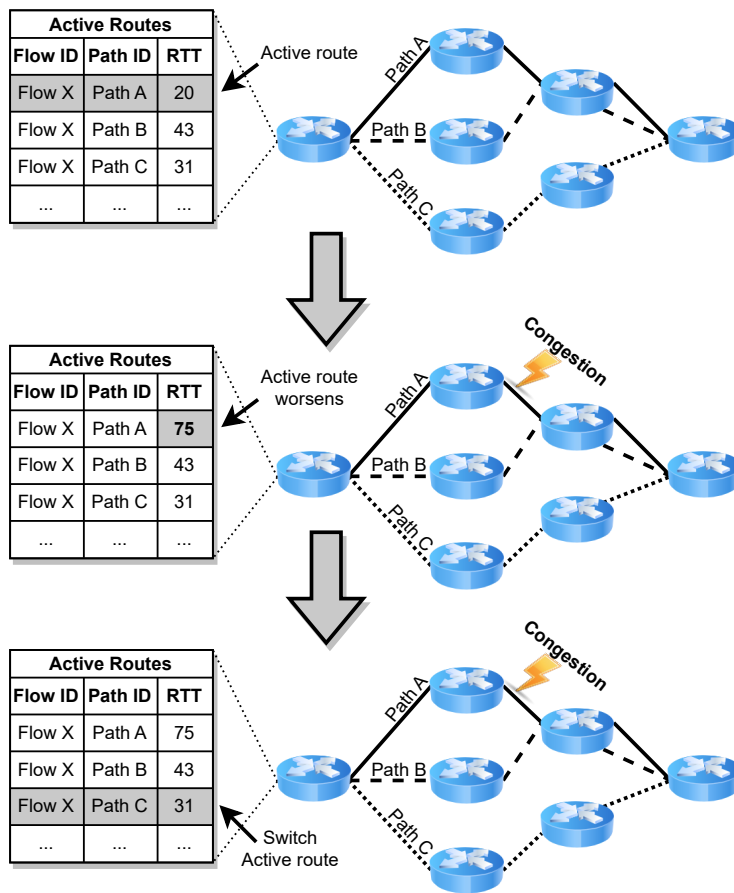 Active Routes
Flow ID Path ID RTT
Flow X Path A 20
Flow X Path B 43
Flow X Path C 31
... ... ...
Active route
Path A
Path B
Path C
Active Routes
Flow ID Path ID RTT
Flow X Path A 75
Flow X Path B 43
Flow X Path C 31
... ... ...
Active route
worsens
Congestion
Path A
Path B
Path C
Active Routes
Flow ID Path ID RTT
Flow X Path A 75
Flow X Path B 43
Flow X Path C 31
... ... ...
Switch
Active route
Congestion
Path A
Path B
Path C